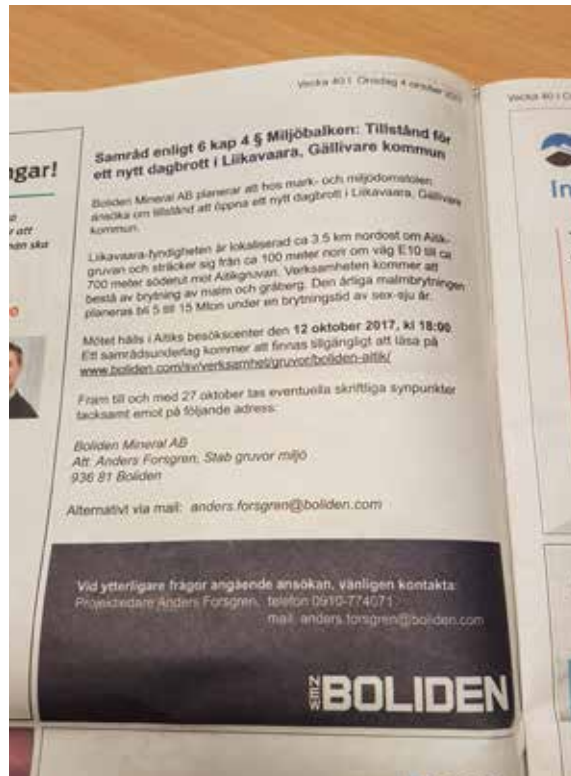 Vecka 40 I Onsdag 4 oktober
Vecka 40 I
ngar!
att
nan ska
Samråd enligt 6 kap 4 § Miljöbalken: Tillstånd för
ett nytt dagbrott i Liikavaara, Gällivare kommun
Boliden Mineral AB planerar att hos mark- och miljödomstolen
ansöka om tillstånd att öppna ett nytt dagbrott i Liikavaara, Gällivare
kommun.
Liikavaara-fyndigheten är lokaliserad ca 3.5 km nordost om Aitik-
gruvan och sträcker sig från ca 100 meter norr om väg E10 till ca
700 meter söderut mot Aitikgruvan. Verksamheten kommer att
bestå av brytning av malm och gråberg. Den årliga malmbrytningen
planeras bli 5 till 15 Mton under en brytningstid av sex-sju år.
Mötet hålls i Aitiks besökscenter den 12 oktober 2017, kl 18:00.
Ett samrådsunderlag kommer att finnas tillgängligt att läsa på
www.boliden.com/sv/verksamhet/gruvor/boliden-aitik/
Fram till och med 27 oktober tas eventuella skriftliga synpunkter
tacksamt emot på följande adress:
Boliden Mineral AB
Att. Anders Forsgren, Stab gruvor miljö
936 81 Boliden
Alternativt via mail: anders.forsgren@boliden.com
Vid ytterligare frågor angående ansökan, vänligen kontakta:
Projektledare Anders Forsgren, telefon 0910-774071
mail: anders.forsgren@boliden.com
NEW BOLIDEN
In